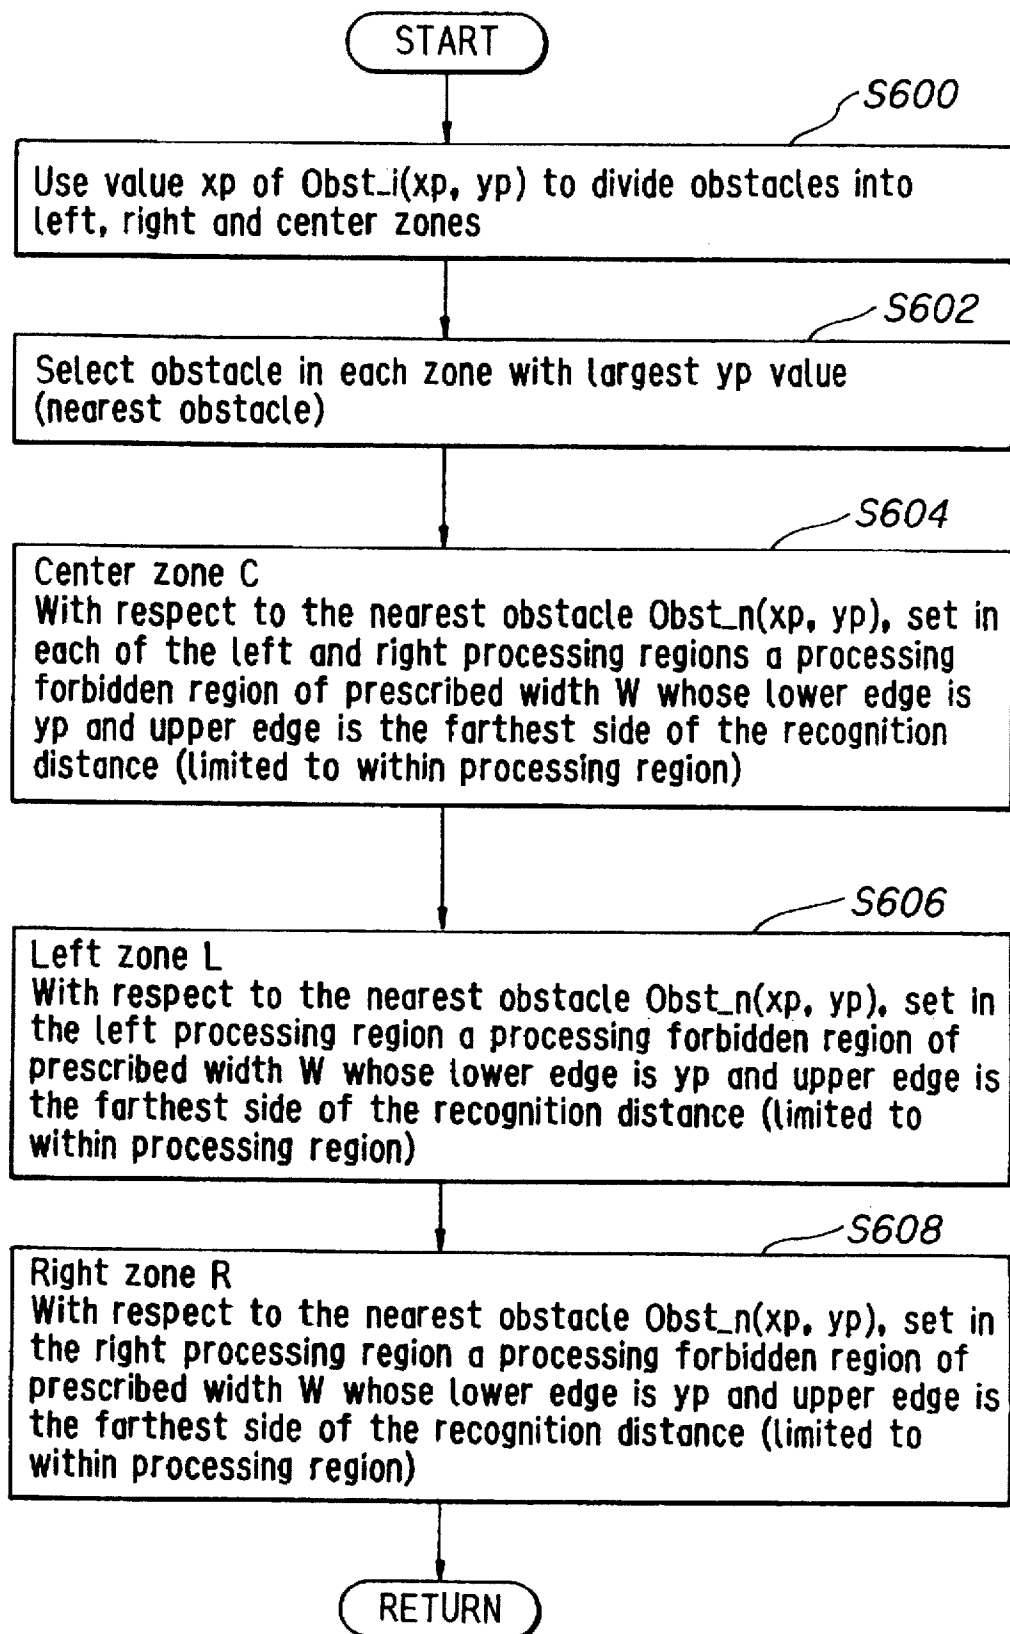 START
S600
Use value xp of Obst_i(xp, yp) to divide obstacles into
left, right and center zones
S602
Select obstacle in each zone with largest yp value
(nearest obstacle)
S604
Center zone C
With respect to the nearest obstacle Obst_n(xp, yp), set in
each of the left and right processing regions a processing
forbidden region of prescribed width W whose lower edge is
yp and upper edge is the farthest side of the recognition
distance (limited to within processing region)
S606
Left zone L
With respect to the nearest obstacle Obst_n(xp, yp), set in
the left processing region a processing forbidden region of
prescribed width W whose lower edge is yp and upper edge is
the farthest side of the recognition distance (limited to
within processing region)
S608
Right zone R
With respect to the nearest obstacle Obst_n(xp, yp), set in
the right processing region a processing forbidden region of
prescribed width W whose lower edge is yp and upper edge is
the farthest side of the recognition distance (limited to
within processing region)
RETURN